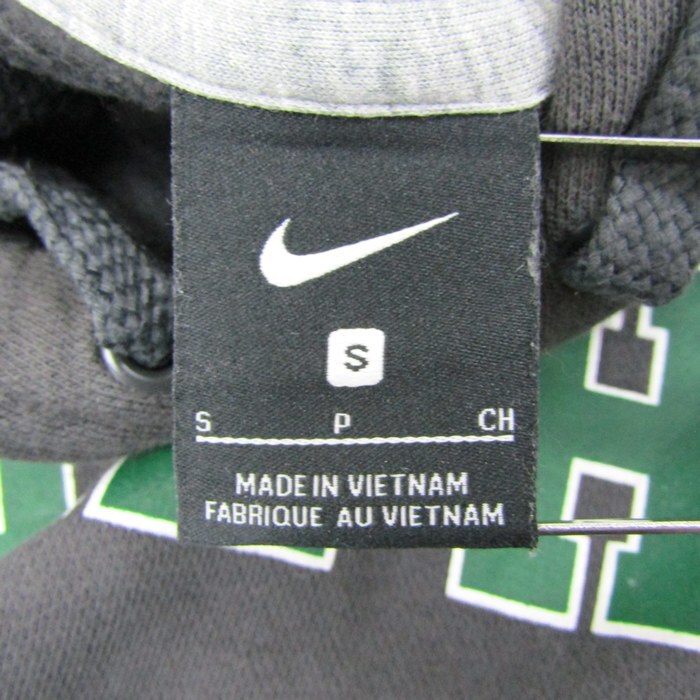 S
S P CH
MADE IN VIETNAM
FABRIQUE AU VIETNAM